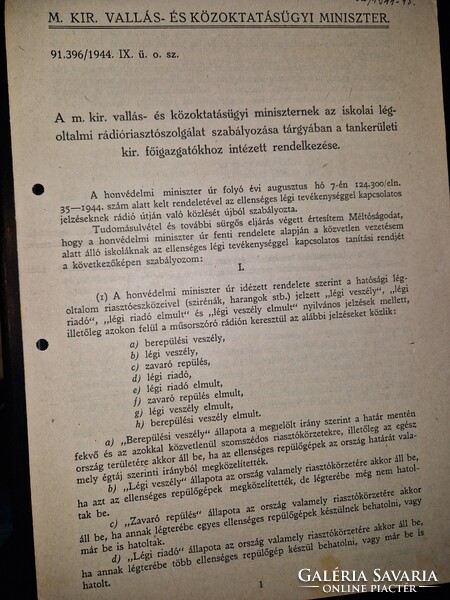 M. KIR. VALLÁS- ÉS KÖZOKTATÁSÜGYI MINISZTER.
91.396/1944. IX. ü. o. sz.
A m. kir. vallás- és közoktatásügyi miniszternek az iskolai lég-
oltalmi rádióriasztószolgálat szabályozása tárgyában a tankerületi
kir. főigazgatókhoz intézett rendelkezése.
A honvédelmi miniszter úr folyó évi augusztus hó 7-én 124.300/eln.
35—1944. szám alatt kelt rendeletével az ellenséges légi tevékenységgel kapcsolatos
jelzéseknek rádió útján való közlését újból szabályozta.
Tudomásulvétel és további sürgős eljárás végett értesítem Méltóságodat,
hogy a honvédelmi miniszter úr fenti rendelete alapján a közvetlen vezetésem
alatt álló iskoláknak az ellenséges légi tevékenységgel kapcsolatos tanítási rendjét
a következőképen szabályozom:
I.
(1) A honvédelmi miniszter úr idézett rendelete szerint a hatósági lég-
oltalom riasztóeszközeivel (szirénák, harangok stb.) jelzett „légi veszély“, „légi
riadó“, „légi riadó elmult“ és „légi veszély elmult“ nyilvános jelzések mellett,
illetőleg azokon felül a műsorszóró rádión keresztül az alábbi jelzéseket közlik:
a) berepülési veszély,
b) légi veszély,
c) zavaró repülés,
d) légi riadó,
e) légi riadó elmult,
f) zavaró repülés elmult,
g) légi veszély elmult,
h) berepülési veszély elmult.
a) „Berepülési veszély“ állapota a megjelölt irány szerint a határ mentén
fekvő és az azokkal közvetlenül szomszédos riasztókörzetekre, illetőleg az egész
ország területére akkor áll be, ha az ellenséges repülőgépek az ország határát vala-
mely égtáj szerinti irányból megközelítették.
b) „Légi veszély“ állapota az ország valamely riasztókörzetére akkor áll be,
ha azt az ellenséges repülőgépek megközelítették, de légterébe még nem hatol-
tak be.
c) „Zavaró repülés“ állapota az ország valamely riasztókörzetére akkor
áll be, ha annak légterébe egyes ellenséges repülőgépek készülnek behatolni, vagy
már be is hatoltak.
d) „Légi riadó“ állapota az ország valamely riasztókörzetére akkor áll be,
ha annak légterébe több ellenséges repülőgép készül behatolni, vagy már be is
hatolt.
1
GALÉRIA SAVARIA
ONLINE PIACTÉR